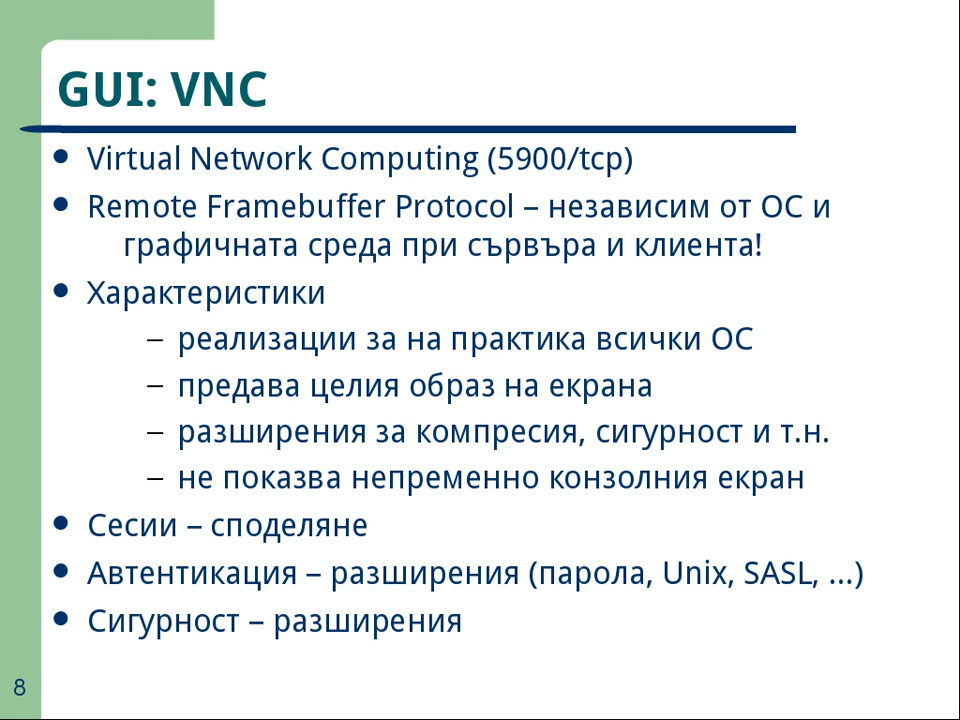 GUI: VNC
● Virtual Network Computing (5900/tcp)
● Remote Framebuffer Protocol – независим от ОС и
графичната среда при сървъра и клиента!
● Характеристики
– реализации за на практика всички ОС
– предава целия образ на екрана
– разширения за компресия, сигурност и т.н.
– не показва непременно конзолния екран
● Сесии – споделяне
● Автентикация – разширения (парола, Unix, SASL, ...)
● Сигурност – разширения
8